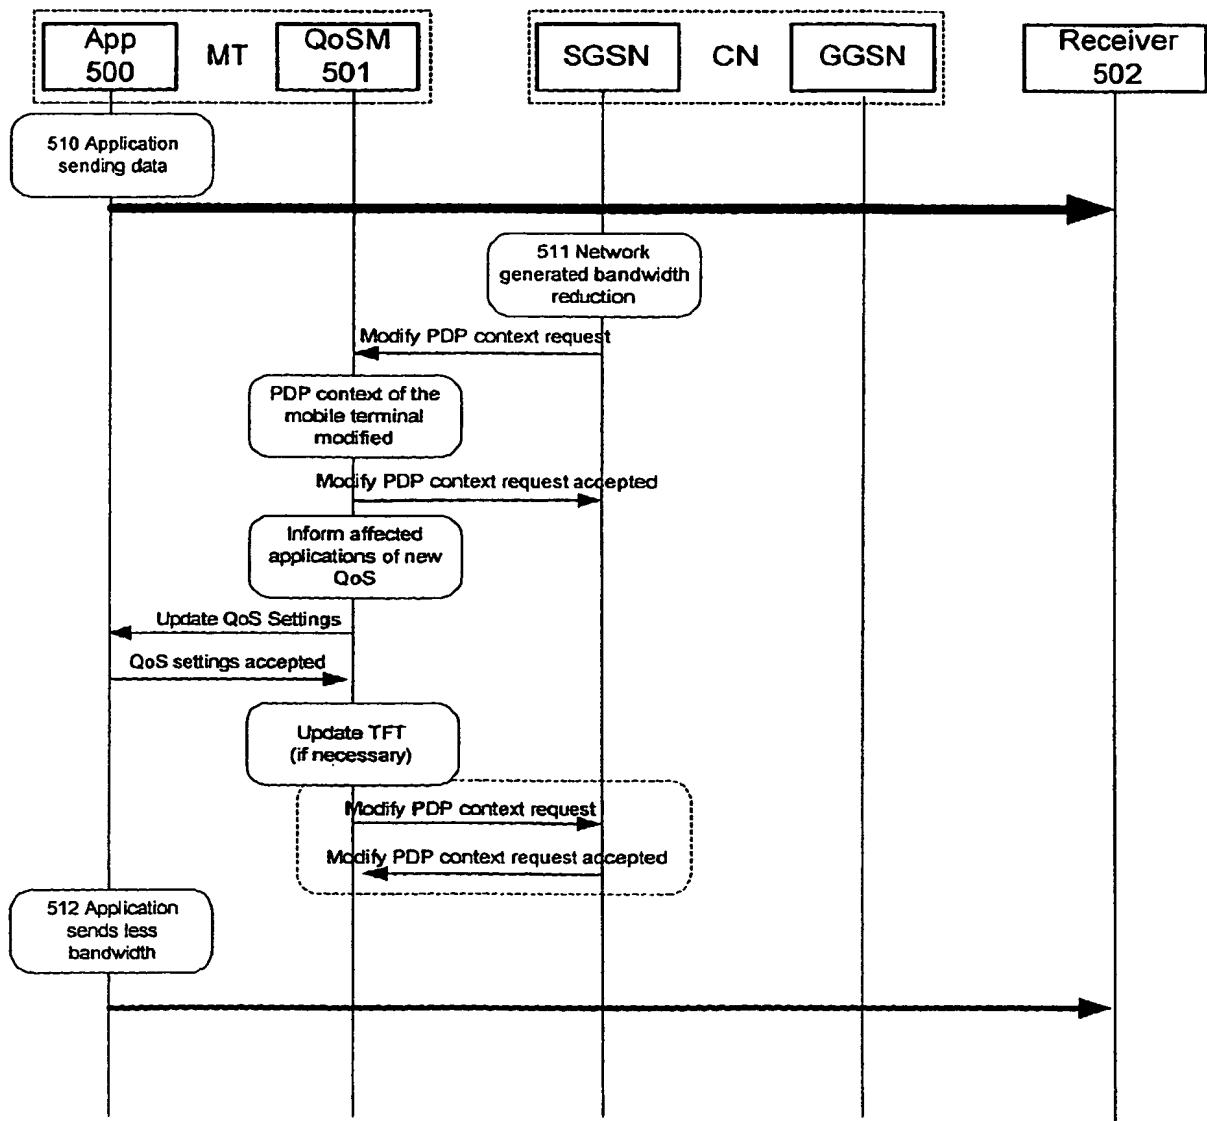 App
500
MT
QoSM
501
SGSN
CN
GGSN
Receiver
502
510 Application
sending data
511 Network
generated bandwidth
reduction
Modify PDP context request
PDP context of the
mobile terminal
modified
Modify PDP context request accepted
Inform affected
applications of new
QoS
Update QoS Settings
QoS settings accepted
Update TFT
(if necessary)
Modify PDP context request
Modify PDP context request accepted
512 Application
sends less
bandwidth